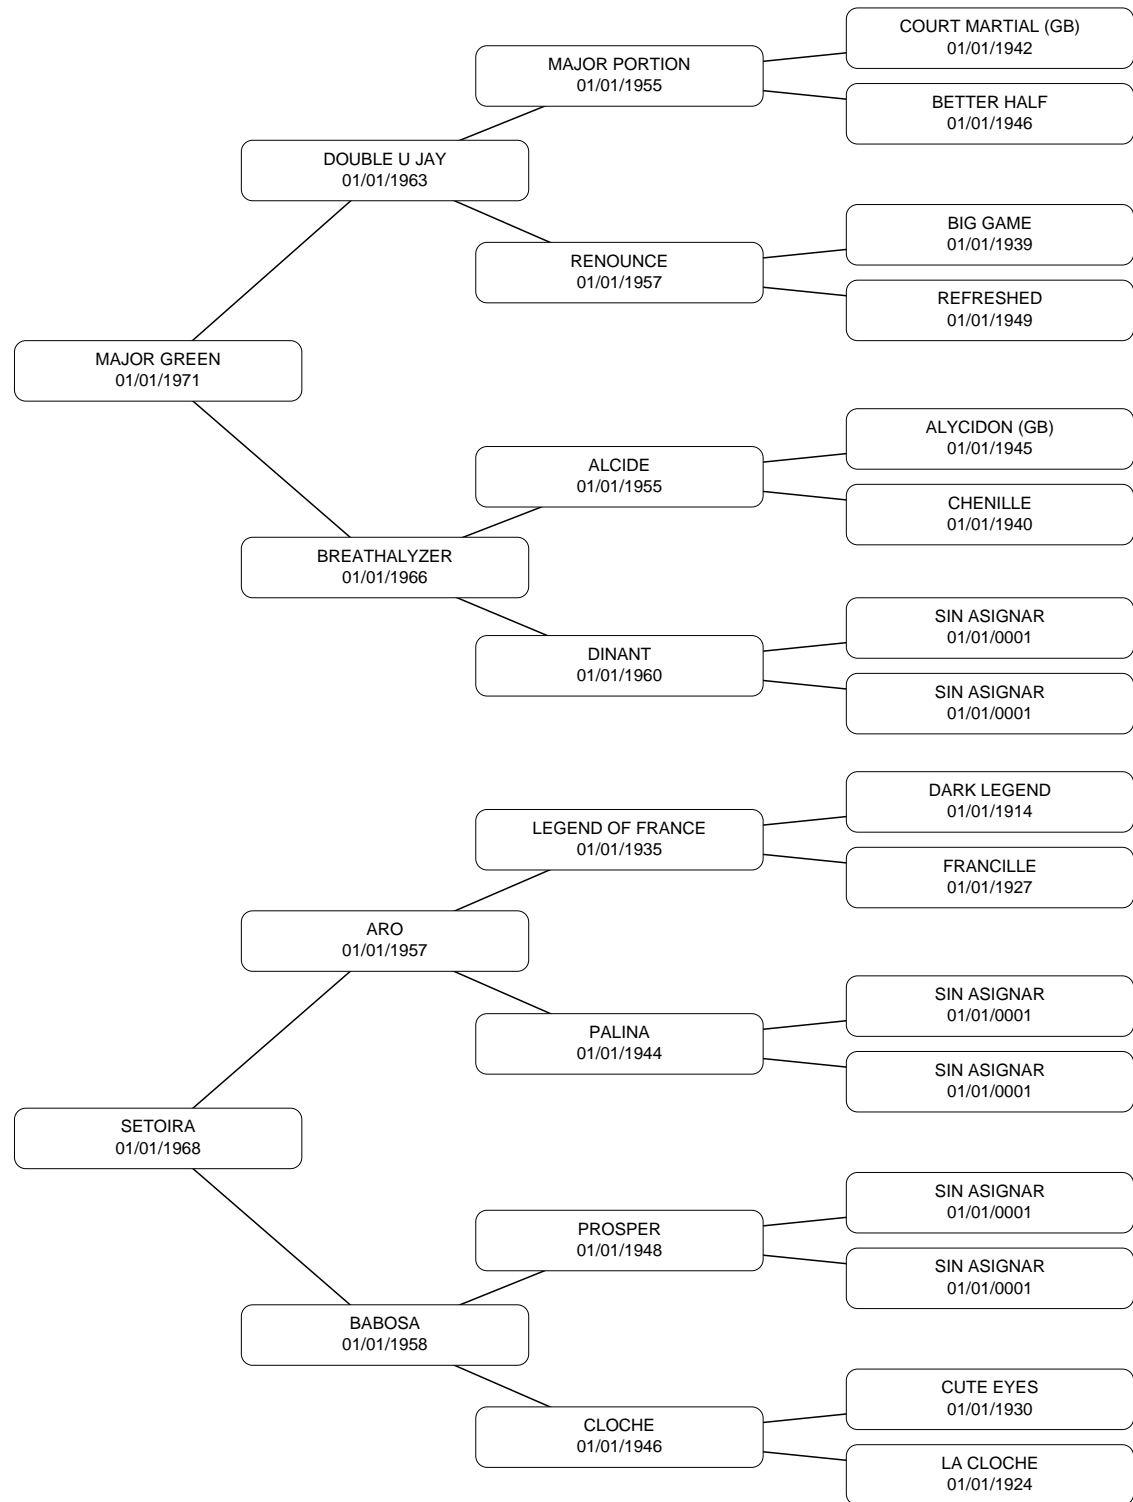 COURT MARTIAL (GB)
01/01/1942
MAJOR PORTION
01/01/1955
BETTER HALF
01/01/1946
DOUBLE U JAY
01/01/1963
BIG GAME
01/01/1939
RENOUNCE
01/01/1957
REFRESHED
01/01/1949
MAJOR GREEN
01/01/1971
ALYCIDON (GB)
01/01/1945
ALCIDE
01/01/1955
CHENILLE
01/01/1940
BREATHALYZER
01/01/1966
SIN ASIGNAR
01/01/0001
DINANT
01/01/1960
SIN ASIGNAR
01/01/0001
DARK LEGEND
01/01/1914
LEGEND OF FRANCE
01/01/1935
FRANCILLE
01/01/1927
ARO
01/01/1957
SIN ASIGNAR
01/01/0001
PALINA
01/01/1944
SIN ASIGNAR
01/01/0001
SETOIRA
01/01/1968
SIN ASIGNAR
01/01/0001
PROSPER
01/01/1948
SIN ASIGNAR
01/01/0001
BABOSA
01/01/1958
CUTE EYES
01/01/1930
CLOCHE
01/01/1946
LA CLOCHE
01/01/1924